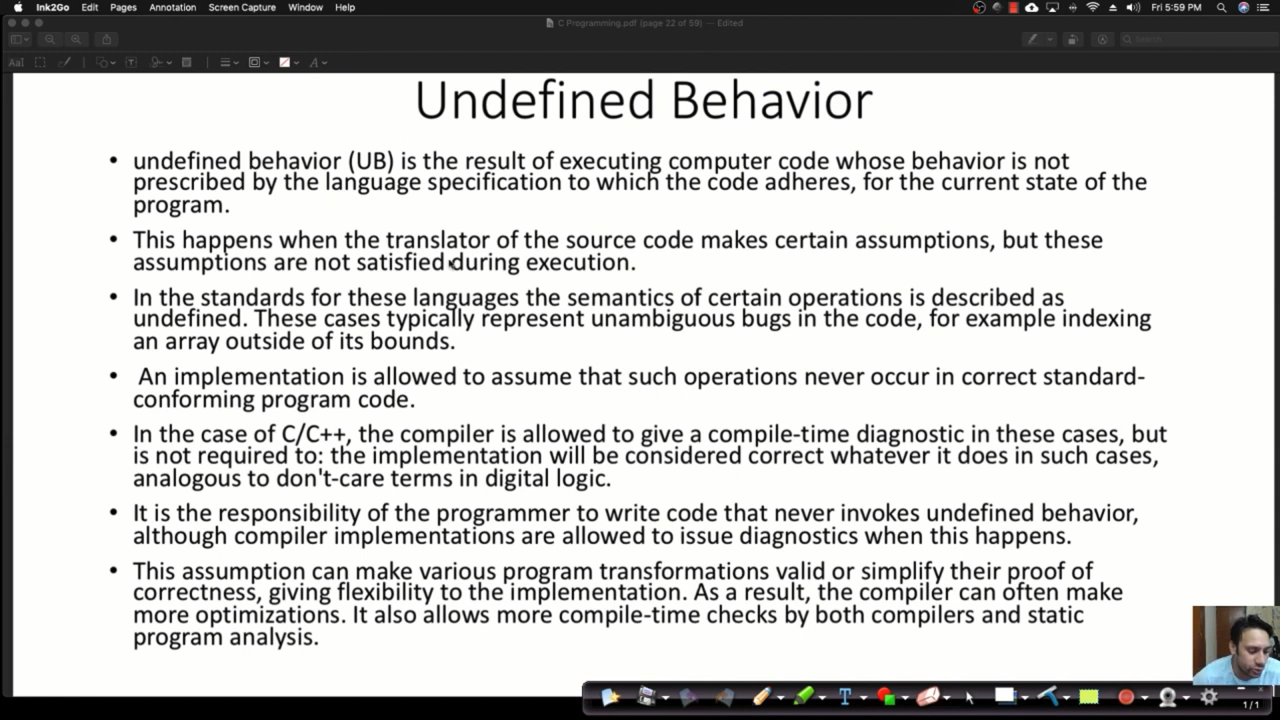 Ink2Go Edit Pages Annotation Screen Capture Window Help Fri 5:59 PM
C Programming.pdf (page 22 of 59) — Edited
Search
AaI T A
Undefined Behavior
• undefined behavior (UB) is the result of executing computer code whose behavior is not
prescribed by the language specification to which the code adheres, for the current state of the
program.
• This happens when the translator of the source code makes certain assumptions, but these
assumptions are not satisfied during execution.
• In the standards for these languages the semantics of certain operations is described as
undefined. These cases typically represent unambiguous bugs in the code, for example indexing
an array outside of its bounds.
• An implementation is allowed to assume that such operations never occur in correct standard-
conforming program code.
• In the case of C/C++, the compiler is allowed to give a compile-time diagnostic in these cases, but
is not required to: the implementation will be considered correct whatever it does in such cases,
analogous to don't-care terms in digital logic.
• It is the responsibility of the programmer to write code that never invokes undefined behavior,
although compiler implementations are allowed to issue diagnostics when this happens.
• This assumption can make various program transformations valid or simplify their proof of
correctness, giving flexibility to the implementation. As a result, the compiler can often make
more optimizations. It also allows more compile-time checks by both compilers and static
program analysis.
T
1/1